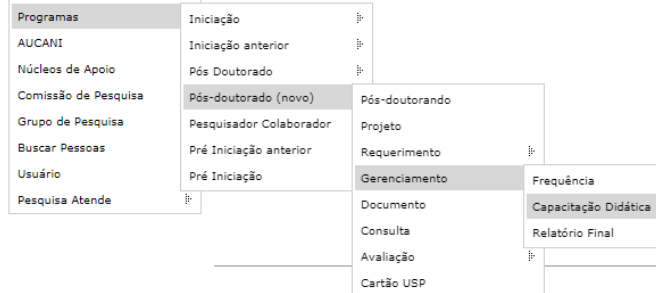 Programas
AUCANI
Núcleos de Apoio
Comissão de Pesquisa
Grupo de Pesquisa
Buscar Pessoas
Usuário
Pesquisa Atende
Iniciação
Iniciação anterior
Pós Doutorado
Pós-doutorado (novo)
Pesquisador Colaborador
Pré Iniciação anterior
Pré Iniciação
Pós-doutorando
Projeto
Requerimento
Gerenciamento
Documento
Consulta
Avaliação
Cartão USP
Frequência
Capacitação Didática
Relatório Final